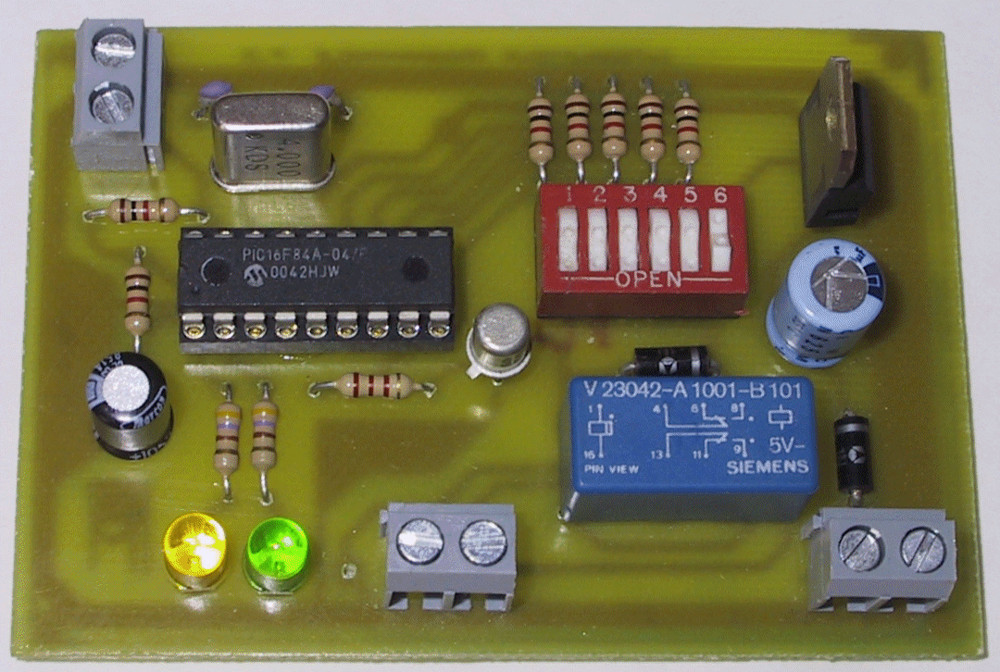 4.000
KDS
1 2 3 4 5 6
OPEN
PIC16F84A-04/P
0042HJW
V 23042-A 1001-B 101
1 4 6 8
16 13 11 9
5V-
PIN VIEW
SIEMENS